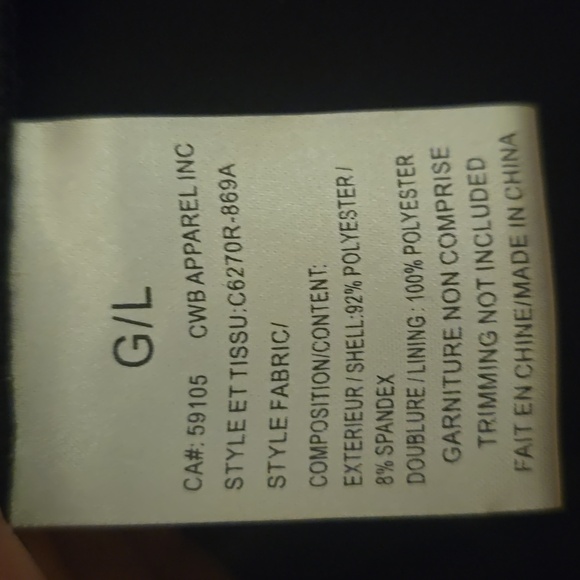 G/L
CA#: 59105 CWB APPAREL INC
STYLE ET TISSU:C6270R-869A
STYLE FABRIC/
COMPOSITION/CONTENT:
EXTERIEUR / SHELL:92% POLYESTER /
8% SPANDEX
DOUBLURE / LINING : 100% POLYESTER
GARNITURE NON COMPRISE
TRIMMING NOT INCLUDED
FAIT EN CHINE/MADE IN CHINA